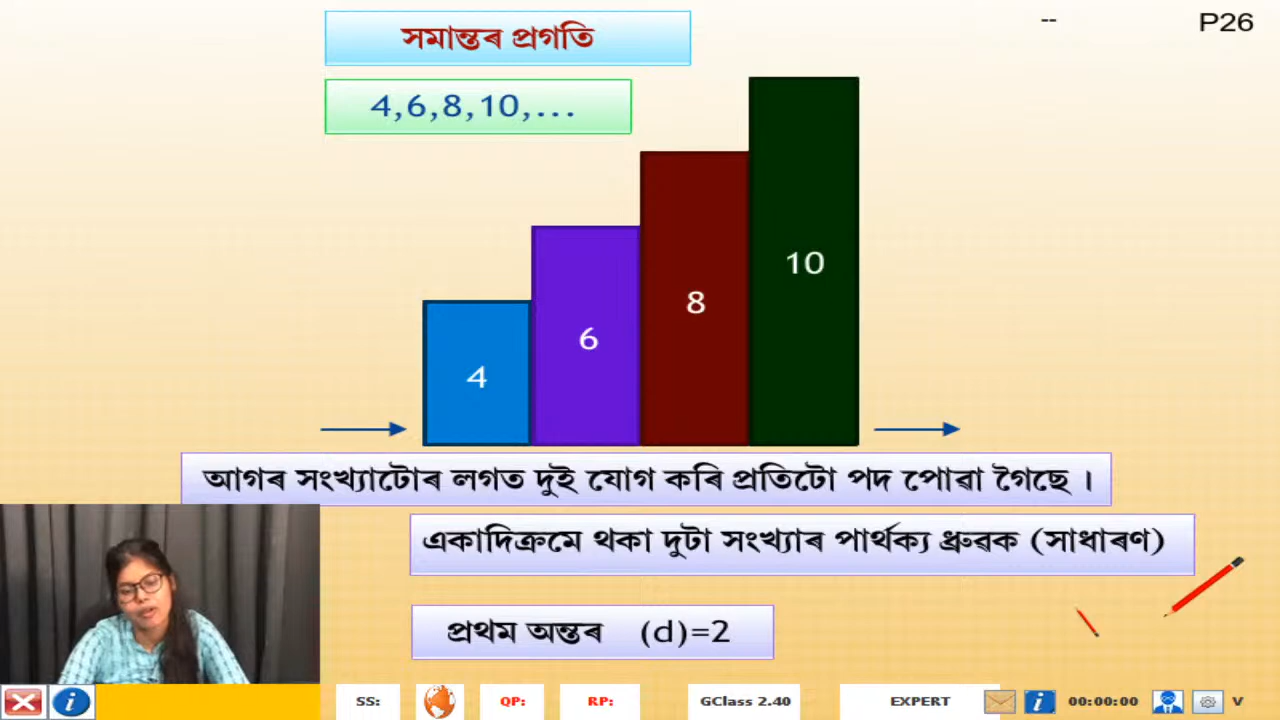 সমান্তৰ প্ৰগতি
-- P26
4,6,8,10,...
4
6
8
10
আগৰ সংখ্যাটোৰ লগত দুই যোগ কৰি প্ৰতিটো পদ পোৱা গৈছে ।
একাদিক্ৰমে থকা দুটা সংখ্যাৰ পাৰ্থক্য ধ্ৰুৱক (সাধাৰণ)
প্ৰথম অন্তৰ (d)=2
SS: QP: RP: GClass 2.40 EXPERT 00:00:00 V